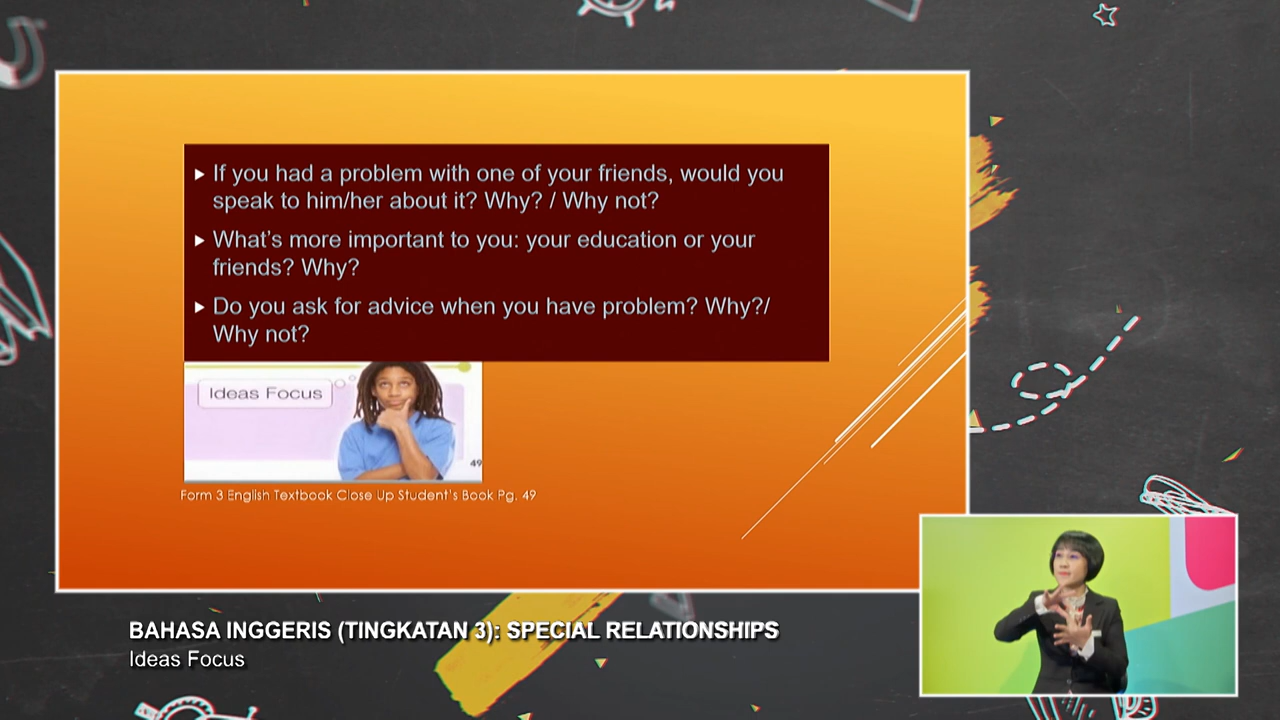 If you had a problem with one of your friends, would you
speak to him/her about it? Why? / Why not?
What's more important to you: your education or your
friends? Why?
Do you ask for advice when you have problem? Why?/
Why not?
Ideas Focus
49
Form 3 English Textbook Close Up Student's Book Pg. 49
BAHASA INGGERIS (TINGKATAN 3): SPECIAL RELATIONSHIPS
Ideas Focus